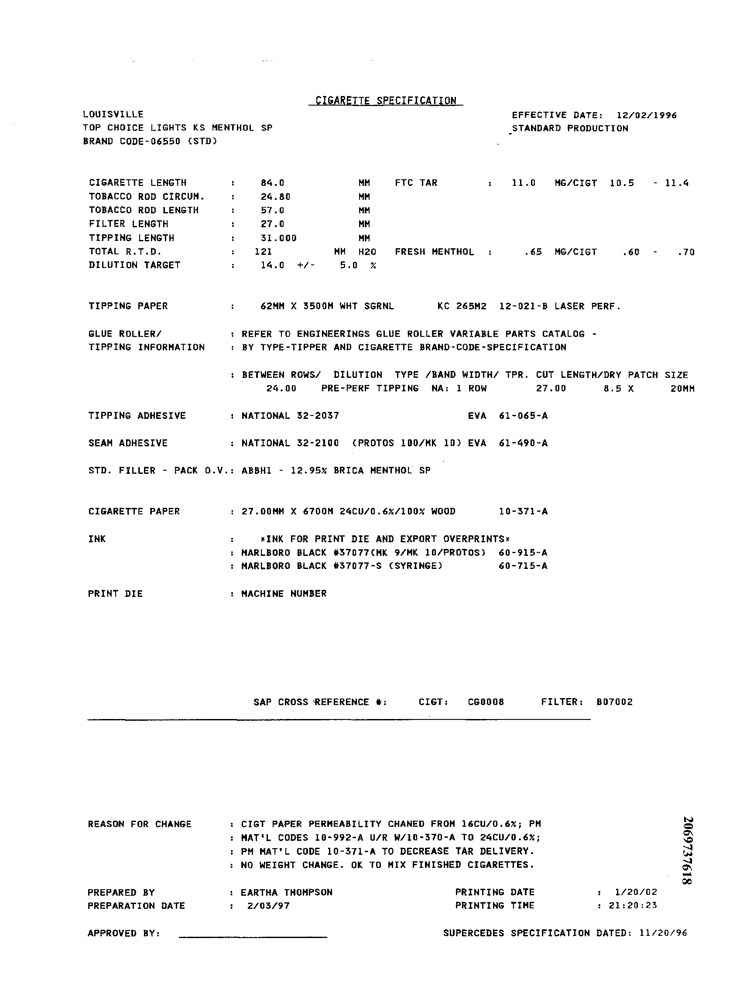 CIGARETTE SPECIFICATION
LOUISVILLE EFFECTIVE DATE: 12/02/1996
TOP CHOICE LIGHTS KS MENTHOL SP STANDARD PRODUCTION
BRAND CODE-06550 (STD)
CIGARETTE LENGTH : 84.0 MM FTC TAR : 11.0 MG/CIGT 10.5 - 11.4
TOBACCO ROD CIRCUM. : 24.80 MM
TOBACCO ROD LENGTH : 57.0 MM
FILTER LENGTH : 27.0 MM
TIPPING LENGTH : 31.000 MM
TOTAL R.T.D. : 121 MM H2O FRESH MENTHOL : .65 MG/CIGT .60 - .70
DILUTION TARGET : 14.0 +/- 5.0 %
TIPPING PAPER : 62MM X 3500M WHT SGRNL KC 265M2 12-021-B LASER PERF.
GLUE ROLLER/ : REFER TO ENGINEERINGS GLUE ROLLER VARIABLE PARTS CATALOG -
TIPPING INFORMATION : BY TYPE-TIPPER AND CIGARETTE BRAND-CODE-SPECIFICATION
: BETWEEN ROWS/ DILUTION TYPE /BAND WIDTH/ TPR. CUT LENGTH/DRY PATCH SIZE
24.00 PRE-PERF TIPPING NA: 1 ROW 27.00 8.5 X 20MM
TIPPING ADHESIVE : NATIONAL 32-2037 EVA 61-065-A
SEAM ADHESIVE : NATIONAL 32-2100 (PROTOS 100/MK 10) EVA 61-490-A
STD. FILLER - PACK O.V.: ABBH1 - 12.95% BRICA MENTHOL SP
CIGARETTE PAPER : 27.00MM X 6700M 24CU/0.6%/100% WOOD 10-371-A
INK : *INK FOR PRINT DIE AND EXPORT OVERPRINTS*
: MARLBORO BLACK #37077(MK 9/MK 10/PROTOS) 60-915-A
: MARLBORO BLACK #37077-S (SYRINGE) 60-715-A
PRINT DIE : MACHINE NUMBER
SAP CROSS REFERENCE #: CIGT: CG0008 FILTER: B07002
REASON FOR CHANGE : CIGT PAPER PERMEABILITY CHANED FROM 16CU/0.6%; PM
: MAT'L CODES 10-992-A U/R W/10-370-A TO 24CU/0.6%;
: PM MAT'L CODE 10-371-A TO DECREASE TAR DELIVERY.
: NO WEIGHT CHANGE. OK TO MIX FINISHED CIGARETTES.
PREPARED BY : EARTHA THOMPSON PRINTING DATE : 1/20/02
PREPARATION DATE : 2/03/97 PRINTING TIME : 21:20:23
APPROVED BY: SUPERCEDES SPECIFICATION DATED: 11/20/96
2069737618